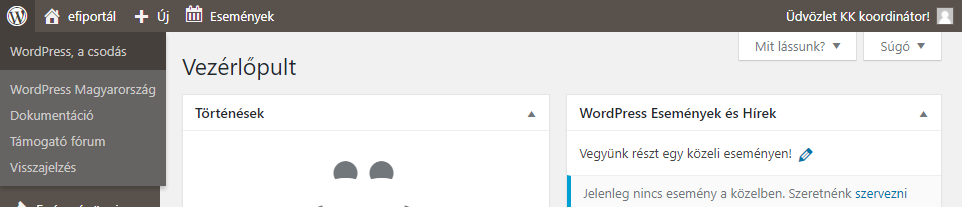 efiportál Új Események Üdvözlet KK koordinátor!
WordPress, a csodás
WordPress Magyarország
Dokumentáció
Támogató fórum
Visszajelzés
Mit lássunk? Súgó
Vezérlőpult
Történések
WordPress Események és Hírek
Vegyünk részt egy közeli eseményen!
Jelenleg nincs esemény a közelben. Szeretnénk szervezni